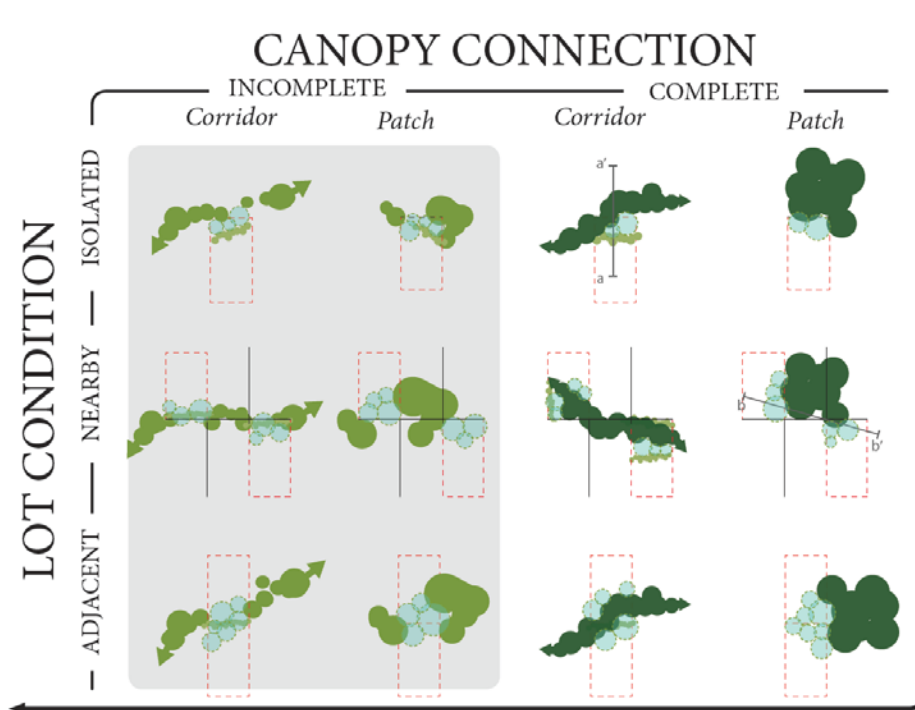 CANOPY CONNECTION
INCOMPLETE
COMPLETE
Corridor
Patch
Corridor
Patch
LOT CONDITION
ISOLATED
a'
a
NEARBY
b
b'
ADJACENT